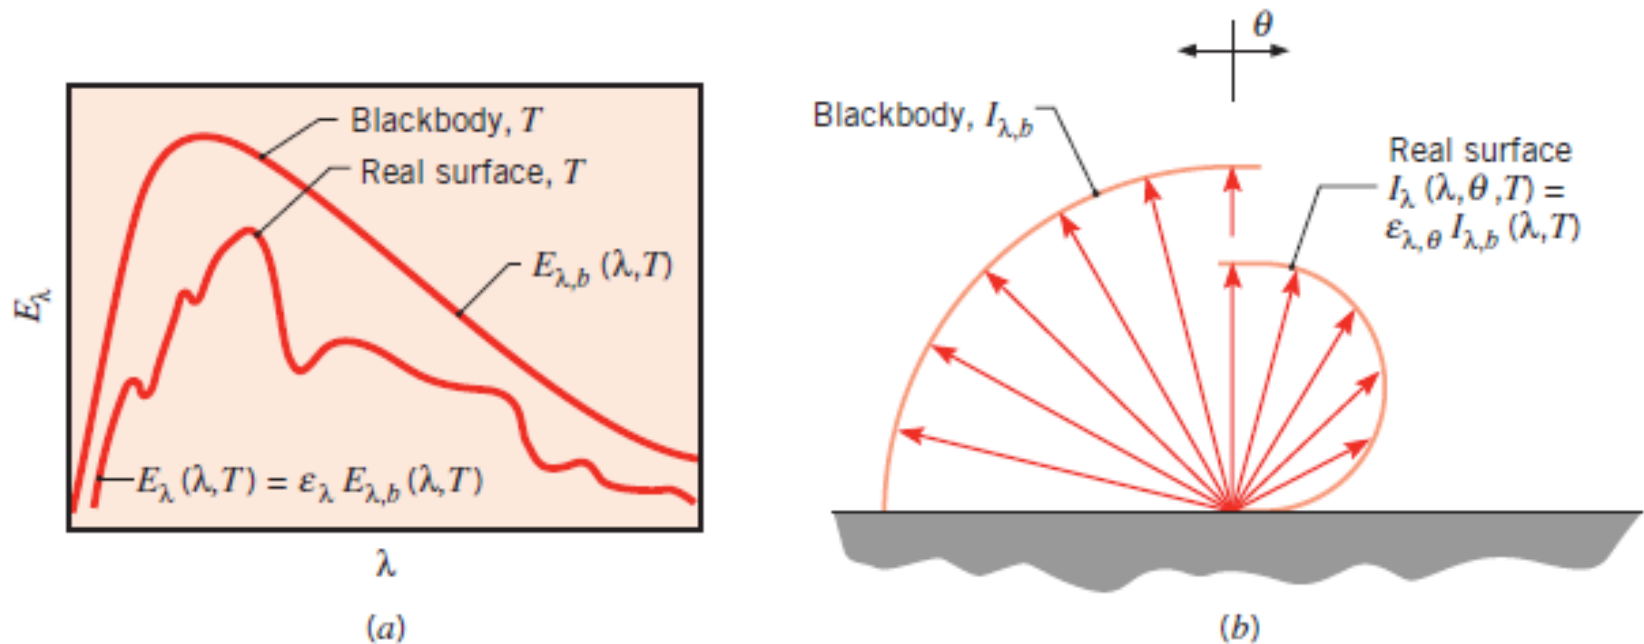 Blackbody, T
Real surface, T
E_λ,b (λ,T)
E_λ
E_λ (λ,T) = ε_λ E_λ,b (λ,T)
λ
(a)
θ
Blackbody, I_λ,b
Real surface
I_λ (λ,θ,T) =
ε_λ,θ I_λ,b (λ,T)
(b)